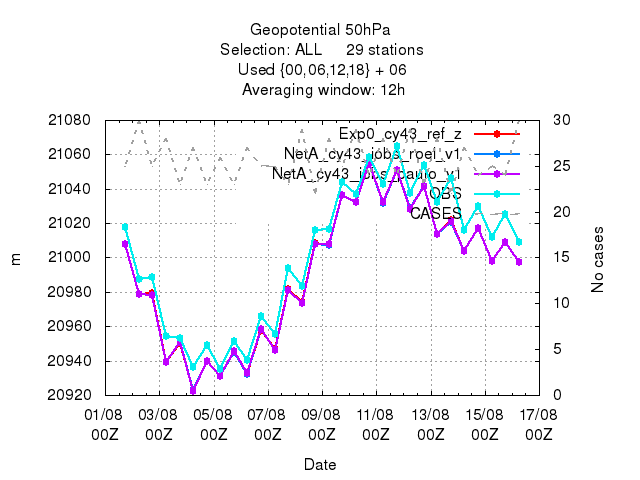 Geopotential 50hPa
Selection: ALL 29 stations
Used {00,06,12,18} + 06
Averaging window: 12h
21080
21060
21040
21020
21000
20980
20960
20940
20920
m
30
25
20
15
10
5
0
No cases
Exp0_cy43_ref_z
NetA_cy43_jobs_roel_v1
NetA_cy43_jobs_paulo_v1
OBS
CASES
01/08 03/08 05/08 07/08 09/08 11/08 13/08 15/08 17/08
00Z 00Z 00Z 00Z 00Z 00Z 00Z 00Z 00Z
Date